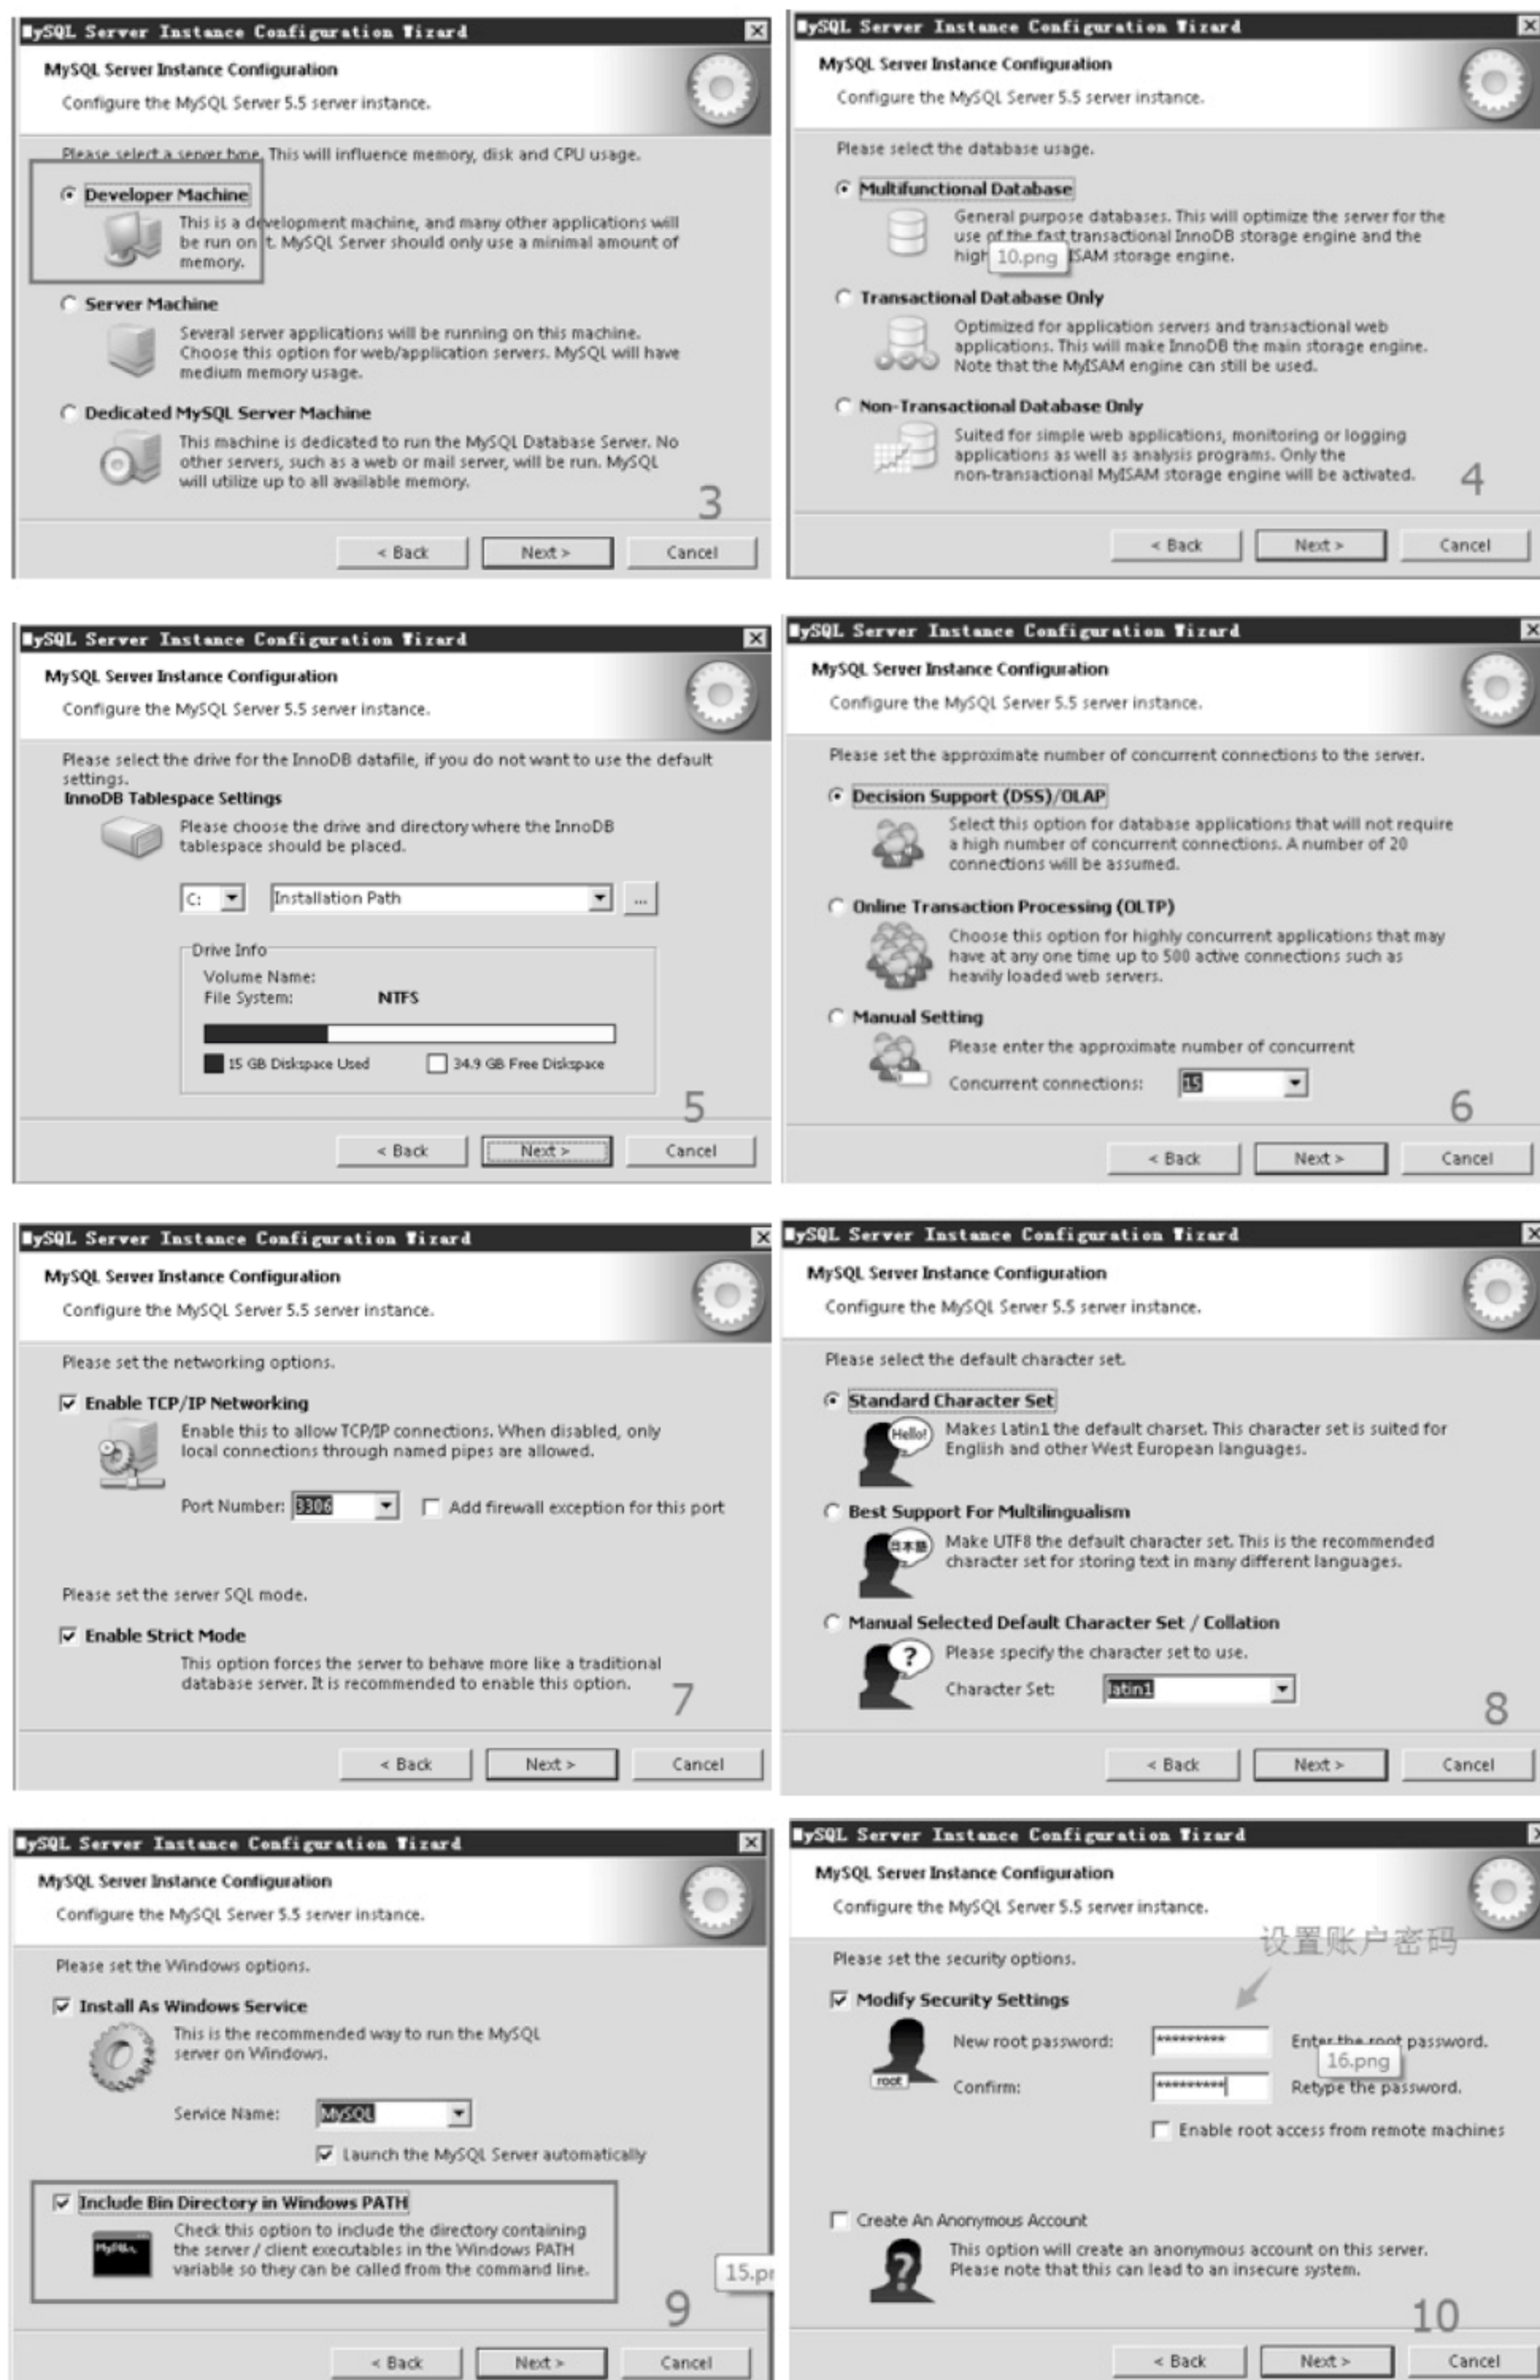 MySQL Server Instance Configuration Wizard
MySQL Server Instance Configuration
Configure the MySQL Server 5.5 server instance.
Please select a server type. This will influence memory, disk and CPU usage.
Developer Machine
This is a development machine, and many other applications will
be run on it. MySQL Server should only use a minimal amount of
memory.
Server Machine
Several server applications will be running on this machine.
Choose this option for web/application servers. MySQL will have
medium memory usage.
Dedicated MySQL Server Machine
This machine is dedicated to run the MySQL Database Server. No
other servers, such as a web or mail server, will be run. MySQL
will utilize up to all available memory.
3
< Back Next > Cancel
MySQL Server Instance Configuration Wizard
MySQL Server Instance Configuration
Configure the MySQL Server 5.5 server instance.
Please select the database usage.
Multifunctional Database
General purpose databases. This will optimize the server for the
use of the fast transactional InnoDB storage engine and the
high 10.png ISAM storage engine.
Transactional Database Only
Optimized for application servers and transactional web
applications. This will make InnoDB the main storage engine.
Note that the MyISAM engine can still be used.
Non-Transactional Database Only
Suited for simple web applications, monitoring or logging
applications as well as analysis programs. Only the
non-transactional MyISAM storage engine will be activated.
4
< Back Next > Cancel
MySQL Server Instance Configuration Wizard
MySQL Server Instance Configuration
Configure the MySQL Server 5.5 server instance.
Please select the drive for the InnoDB datafile, if you do not want to use the default
settings.
InnoDB Tablespace Settings
Please choose the drive and directory where the InnoDB
tablespace should be placed.
C: Installation Path ...
Drive Info
Volume Name:
File System: NTFS
15 GB Diskspace Used 34.9 GB Free Diskspace
5
< Back Next > Cancel
MySQL Server Instance Configuration Wizard
MySQL Server Instance Configuration
Configure the MySQL Server 5.5 server instance.
Please set the approximate number of concurrent connections to the server.
Decision Support (DSS)/OLAP
Select this option for database applications that will not require
a high number of concurrent connections. A number of 20
connections will be assumed.
Online Transaction Processing (OLTP)
Choose this option for highly concurrent applications that may
have at any one time up to 500 active connections such as
heavily loaded web servers.
Manual Setting
Please enter the approximate number of concurrent
Concurrent connections: 15
6
< Back Next > Cancel
MySQL Server Instance Configuration Wizard
MySQL Server Instance Configuration
Configure the MySQL Server 5.5 server instance.
Please set the networking options.
Enable TCP/IP Networking
Enable this to allow TCP/IP connections. When disabled, only
local connections through named pipes are allowed.
Port Number: 3306 Add firewall exception for this port
Please set the server SQL mode.
Enable Strict Mode
This option forces the server to behave more like a traditional
database server. It is recommended to enable this option.
7
< Back Next > Cancel
MySQL Server Instance Configuration Wizard
MySQL Server Instance Configuration
Configure the MySQL Server 5.5 server instance.
Please select the default character set.
Standard Character Set
Hello!
Makes Latin1 the default charset. This character set is suited for
English and other West European languages.
Best Support For Multilingualism
日本語
Make UTF8 the default character set. This is the recommended
character set for storing text in many different languages.
Manual Selected Default Character Set / Collation
?
Please specify the character set to use.
Character Set: latin1
8
< Back Next > Cancel
MySQL Server Instance Configuration Wizard
MySQL Server Instance Configuration
Configure the MySQL Server 5.5 server instance.
Please set the Windows options.
Install As Windows Service
This is the recommended way to run the MySQL
server on Windows.
Service Name: MySQL
Launch the MySQL Server automatically
Include Bin Directory in Windows PATH
Check this option to include the directory containing
the server / client executables in the Windows PATH
variable so they can be called from the command line.
15.pn
9
< Back Next > Cancel
MySQL Server Instance Configuration Wizard
MySQL Server Instance Configuration
Configure the MySQL Server 5.5 server instance.
设置账户密码
Please set the security options.
Modify Security Settings
New root password: ********* Enter the root password.
16.png
root
Confirm: ********* Retype the password.
Enable root access from remote machines
Create An Anonymous Account
?
This option will create an anonymous account on this server.
Please note that this can lead to an insecure system.
10
< Back Next > Cancel